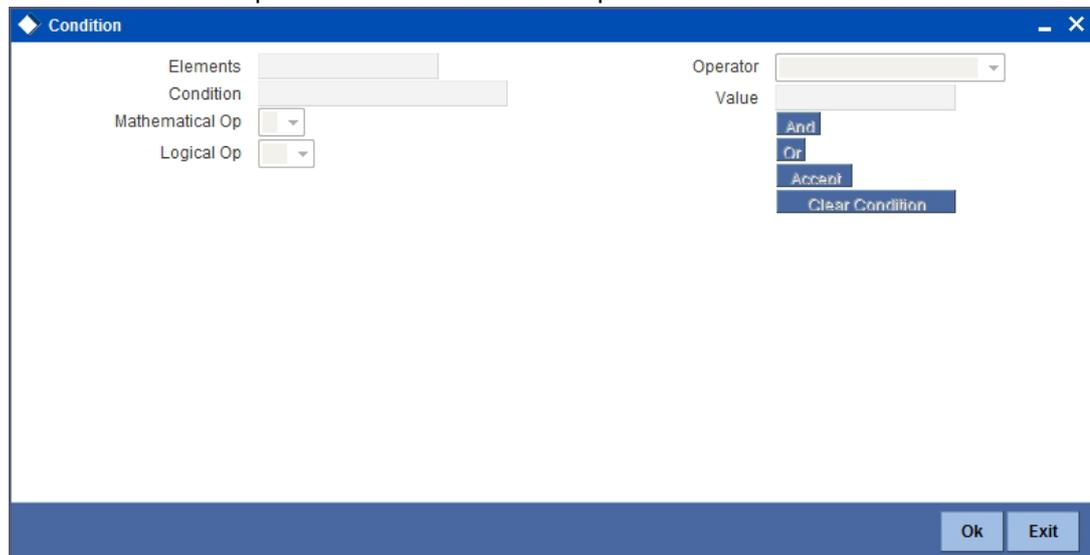 Condition
Elements
Operator
Condition
Value
Mathematical Op
And
Logical Op
Or
Accept
Clear Condition
Ok
Exit